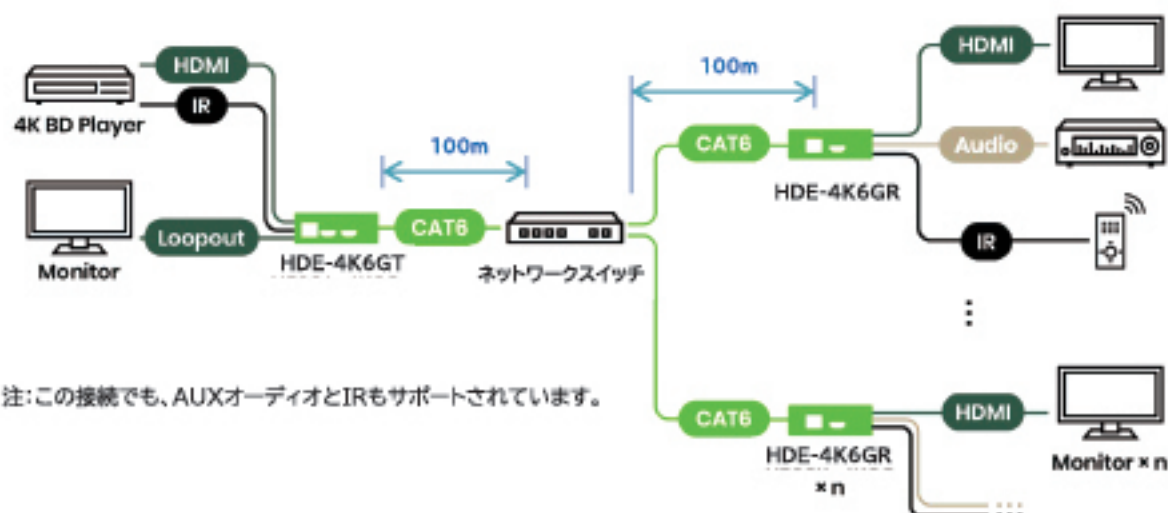 HDMI
IR
4K BD Player
Monitor
Loopout
HDE-4K6GT
100m
CAT6
ネットワークスイッチ
100m
CAT6
HDE-4K6GR
HDMI
Audio
IR
⋮
注:この接続でも、AUXオーディオとIRもサポートされています。
CAT6
HDE-4K6GR
×n
HDMI
Monitor×n